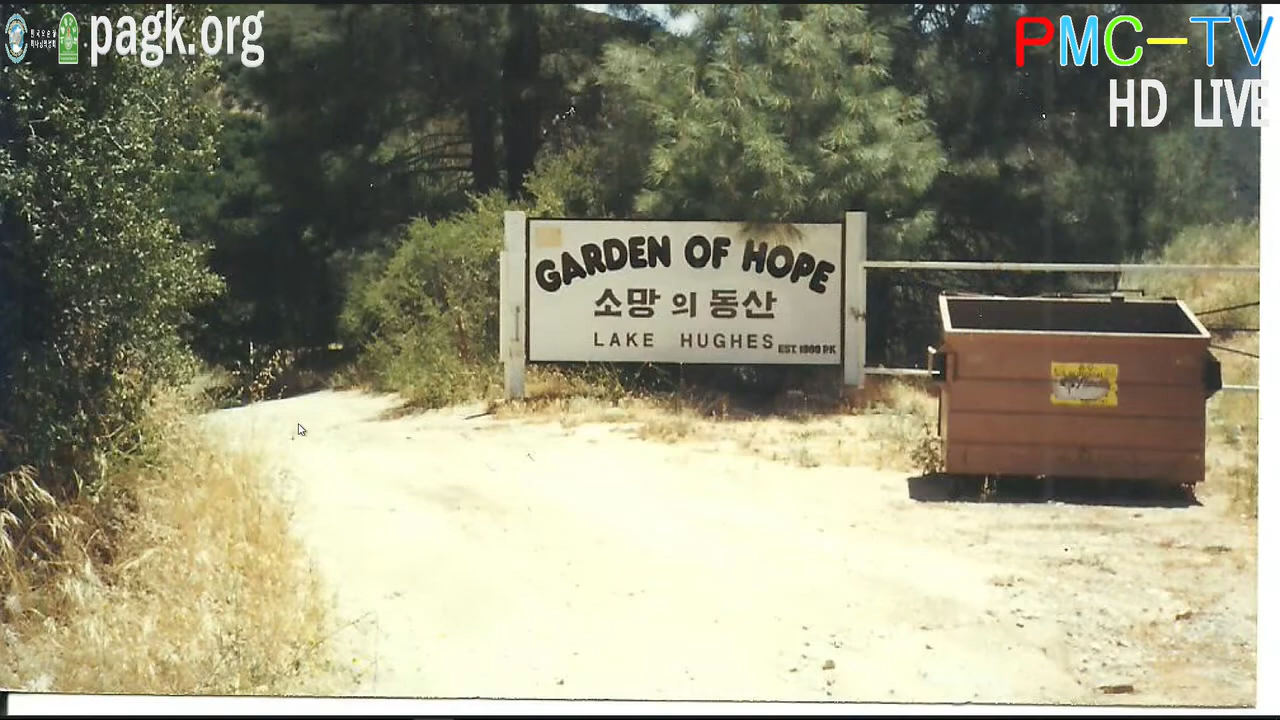 pagk.org
PMC-TV
HD LIVE
GARDEN OF HOPE
소망의 동산
LAKE HUGHES